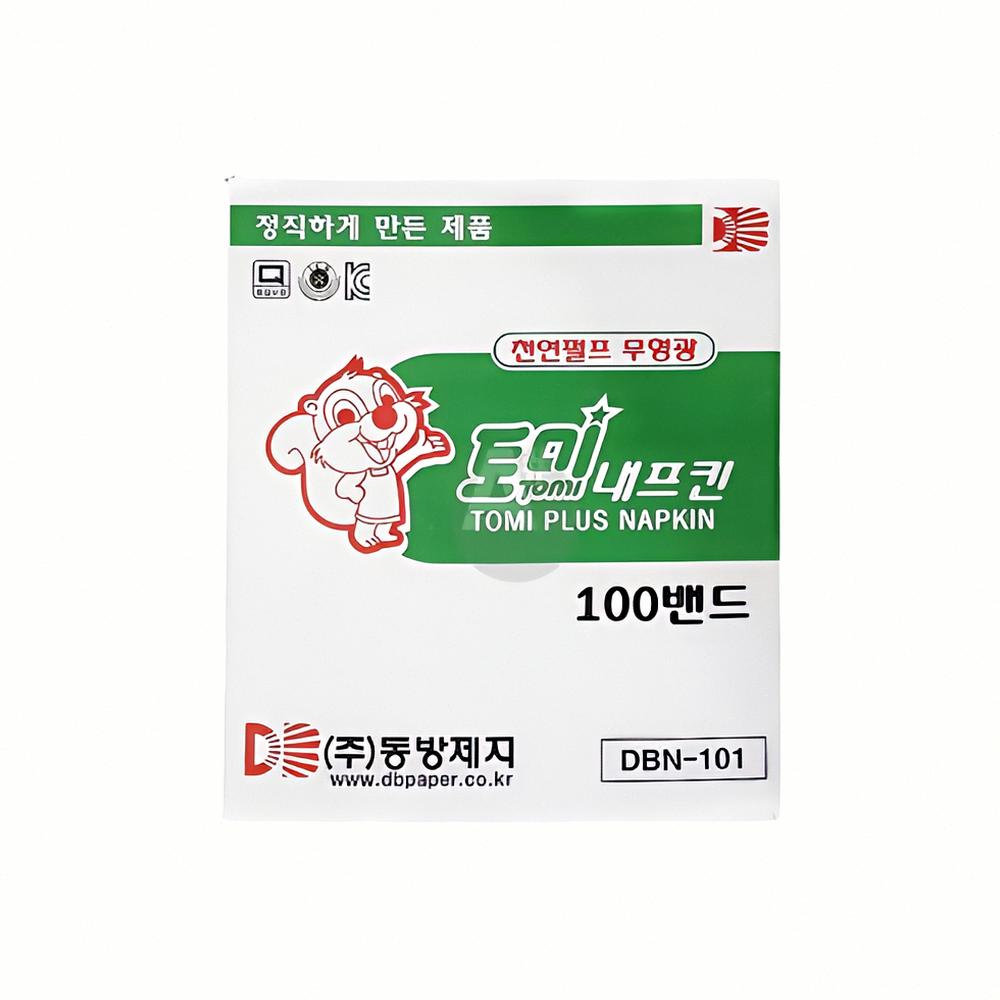 정직하게 만든 제품
천연펄프 무형광
토미 내프킨
TOMI
TOMI PLUS NAPKIN
100밴드
(주)동방제지
www.dbpaper.co.kr
DBN-101